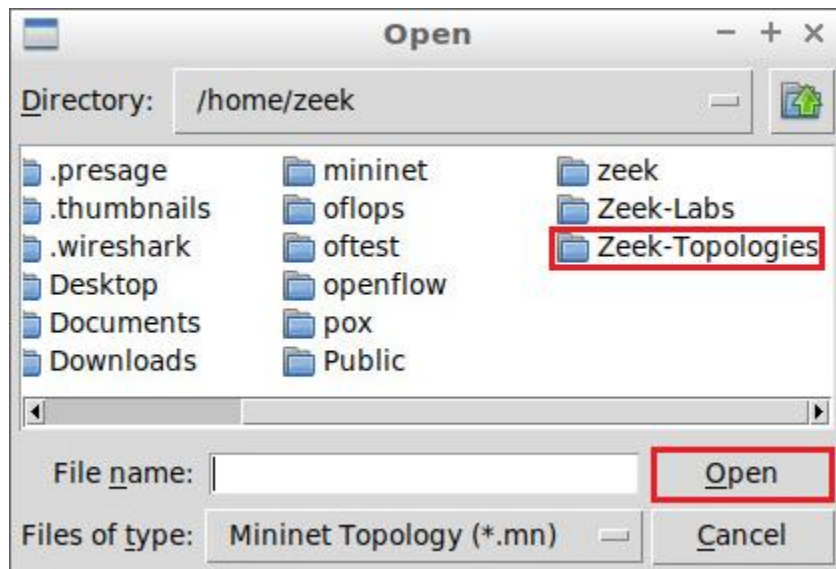 Open
Directory: /home/zeek
.presage mininet zeek
.thumbnails oflops Zeek-Labs
.wireshark oftest Zeek-Topologies
Desktop openflow
Documents pox
Downloads Public
File name: Open
Files of type: Mininet Topology (*.mn) Cancel